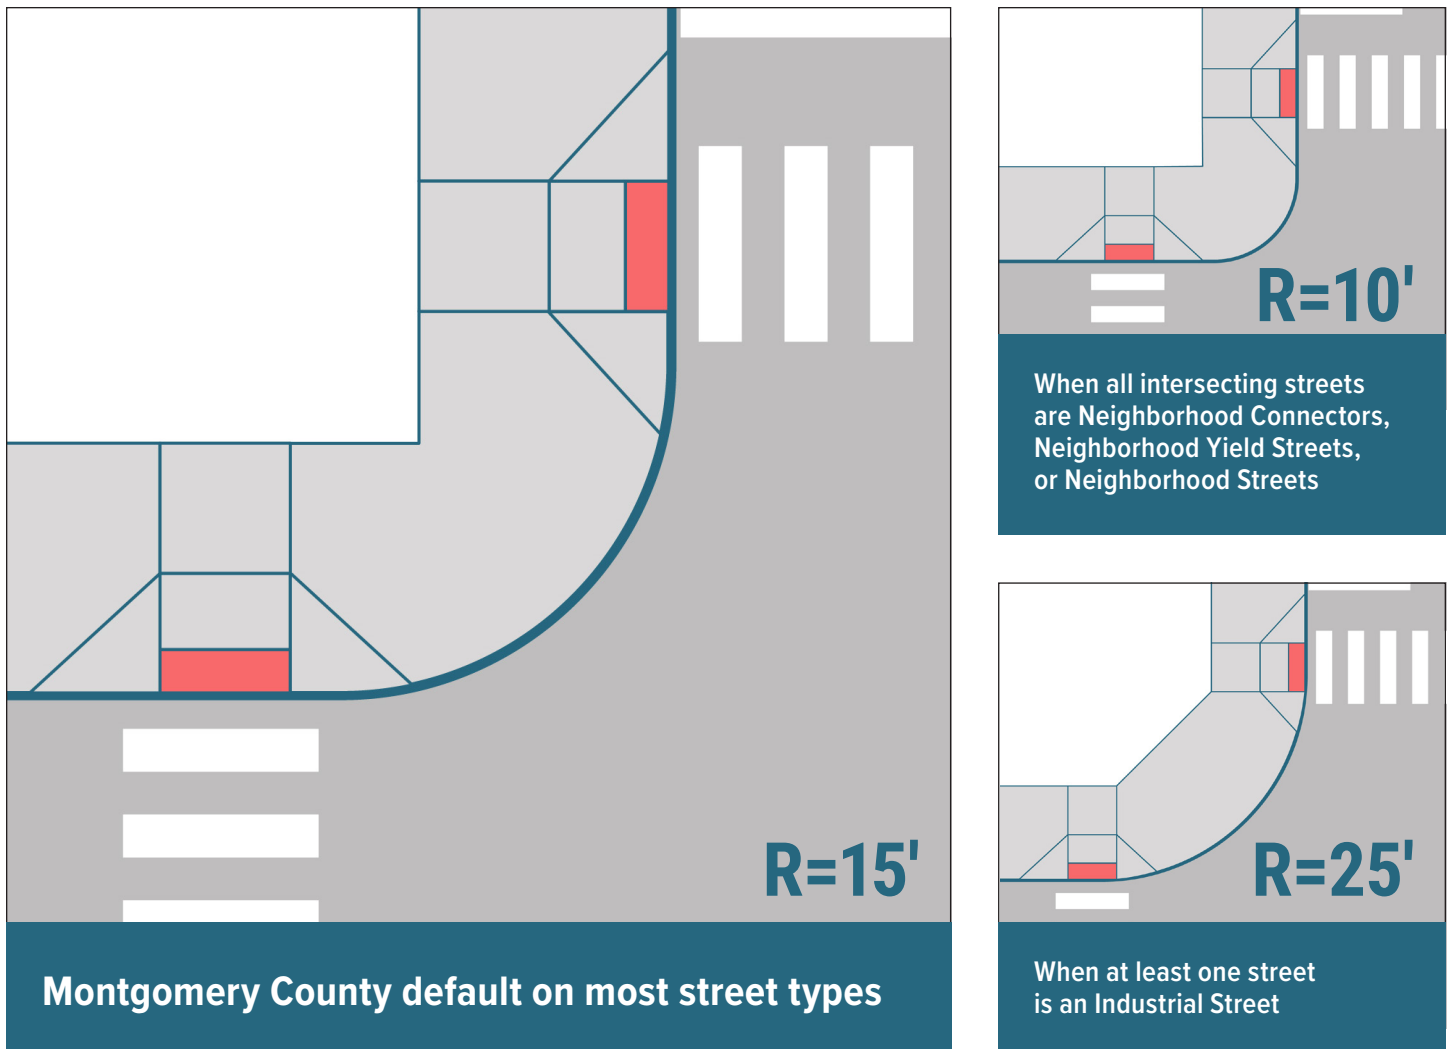 R=15'
Montgomery County default on most street types
R=10'
When all intersecting streets
are Neighborhood Connectors,
Neighborhood Yield Streets,
or Neighborhood Streets
R=25'
When at least one street
is an Industrial Street